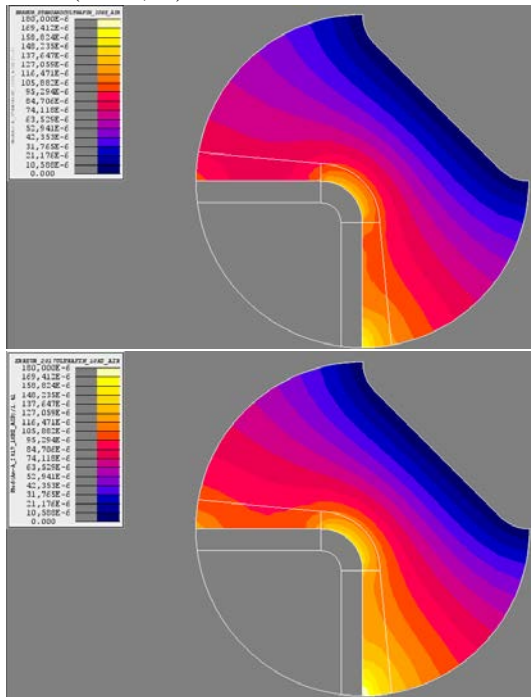 180,000E-6
169,412E-6
158,824E-6
148,235E-6
137,647E-6
127,059E-6
116,471E-6
105,882E-6
95,294E-6
84,706E-6
74,118E-6
63,529E-6
52,941E-6
42,353E-6
31,765E-6
21,176E-6
10,588E-6
0.000
180,000E-6
169,412E-6
158,824E-6
148,235E-6
137,647E-6
127,059E-6
116,471E-6
105,882E-6
95,294E-6
84,706E-6
74,118E-6
63,529E-6
52,941E-6
42,353E-6
31,765E-6
21,176E-6
10,588E-6
0.000